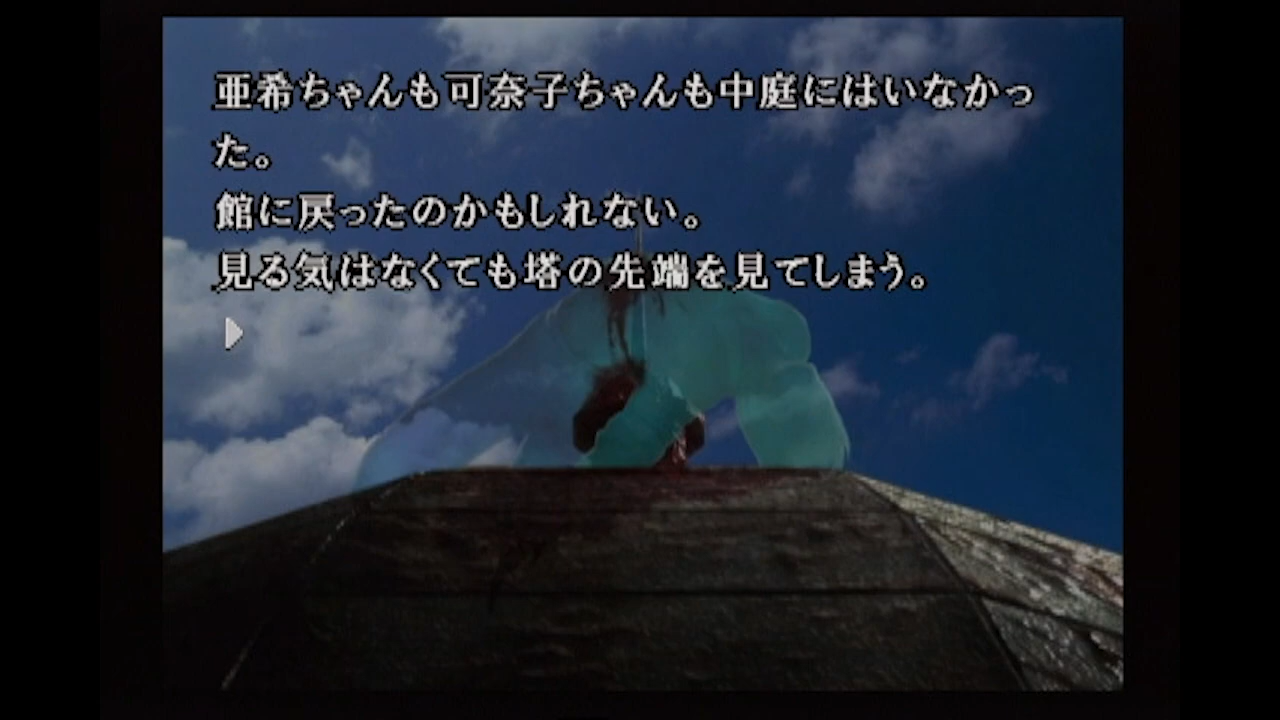 亜希ちゃんも可奈子ちゃんも中庭にはいなかっ
た。
館に戻ったのかもしれない。
見る気はなくても塔の先端を見てしまう。